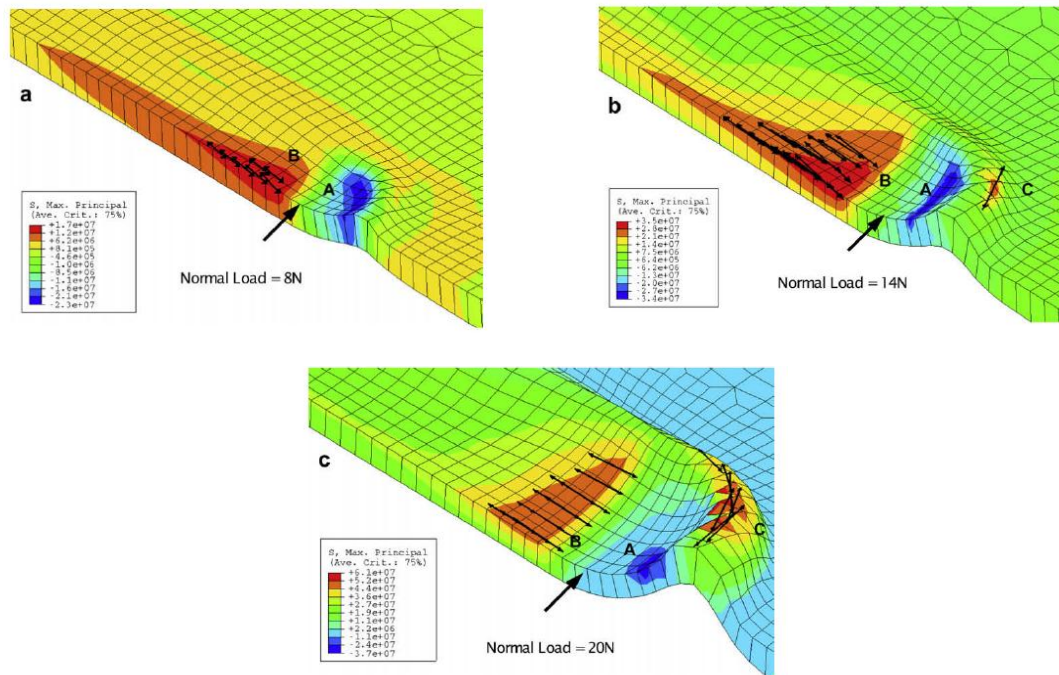 a
B
A
S, Max. Principal
(Ave. Crit.: 75%)
+1.7e+07
+1.2e+07
+6.2e+06
+8.1e+05
-4.6e+05
-1.0e+06
-8.5e+06
-1.1e+07
-1.6e+07
-2.1e+07
-2.3e+07
Normal Load = 8N
b
B
A
C
S, Max. Principal
(Ave. Crit.: 75%)
+3.5e+07
+2.8e+07
+2.1e+07
+1.4e+07
+7.5e+06
+6.4e+05
-6.2e+06
-1.3e+07
-2.0e+07
-2.7e+07
-3.4e+07
Normal Load = 14N
c
B
A
C
S, Max. Principal
(Ave. Crit.: 75%)
+6.1e+07
+5.2e+07
+4.4e+07
+3.6e+07
+2.7e+07
+1.9e+07
+1.1e+07
+2.2e+06
-1.1e+07
-2.4e+07
-3.7e+07
Normal Load = 20N